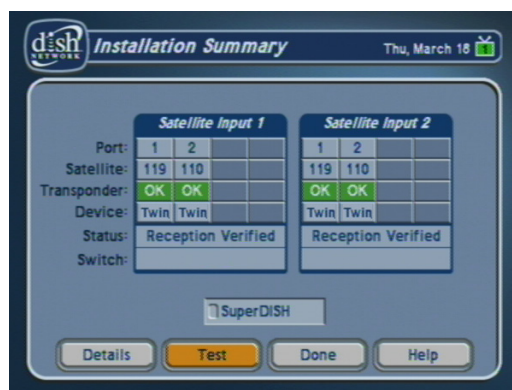 dish
NETWORK
Installation Summary
Thu, March 18
1
Satellite Input 1
Satellite Input 2
Port: 1 2 1 2
Satellite: 119 110 119 110
Transponder: OK OK OK OK
Device: Twin Twin Twin Twin
Status: Reception Verified Reception Verified
Switch:
SuperDISH
Details Test Done Help